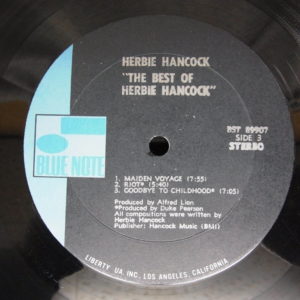 HERBIE HANCOCK
"THE BEST OF
HERBIE HANCOCK"
BST 89907
SIDE 3
STEREO
BLUE NOTE
1. MAIDEN VOYAGE (7:55)
2. RIOT* (5:40)
3. GOODBYE TO CHILDHOOD* (7:05)
Produced by Alfred Lion
*Produced by Duke Pearson
All compositions were written by
Herbie Hancock
Publisher: Hancock Music (BMI)
LIBERTY UA, INC. LOS ANGELES, CALIFORNIA